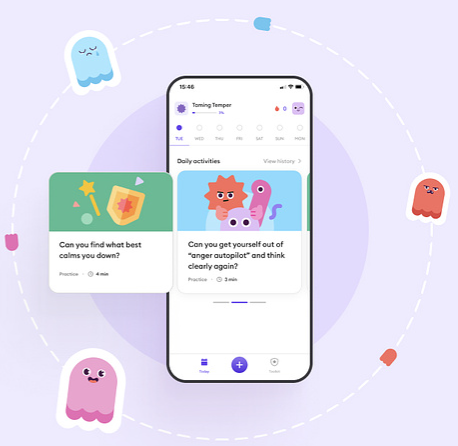 15:46
Taming Temper
0
TUE WED THU FRI SAT SUN MON
Daily activities View history
Can you find what best
calms you down?
Practice 4 min
Can you get yourself out of
“anger autopilot” and think
clearly again?
Practice 3 min
Today
Toolkit